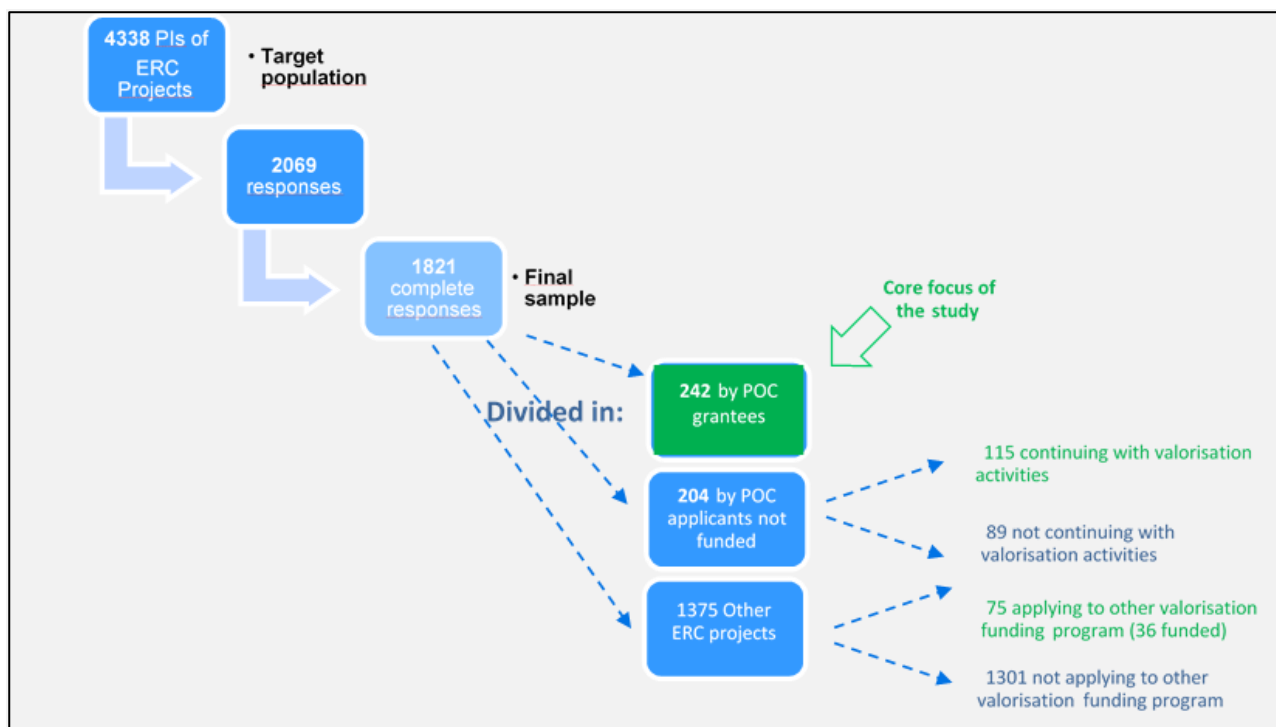 4338 PIs of
ERC
Projects
• Target
population
2069
responses
1821
complete
responses
• Final
sample
Core focus of
the study
Divided in:
242 by POC
grantees
204 by POC
applicants not
funded
115 continuing with valorisation
activities
89 not continuing with
valorisation activities
1375 Other
ERC projects
75 applying to other valorisation
funding program (36 funded)
1301 not applying to other
valorisation funding program